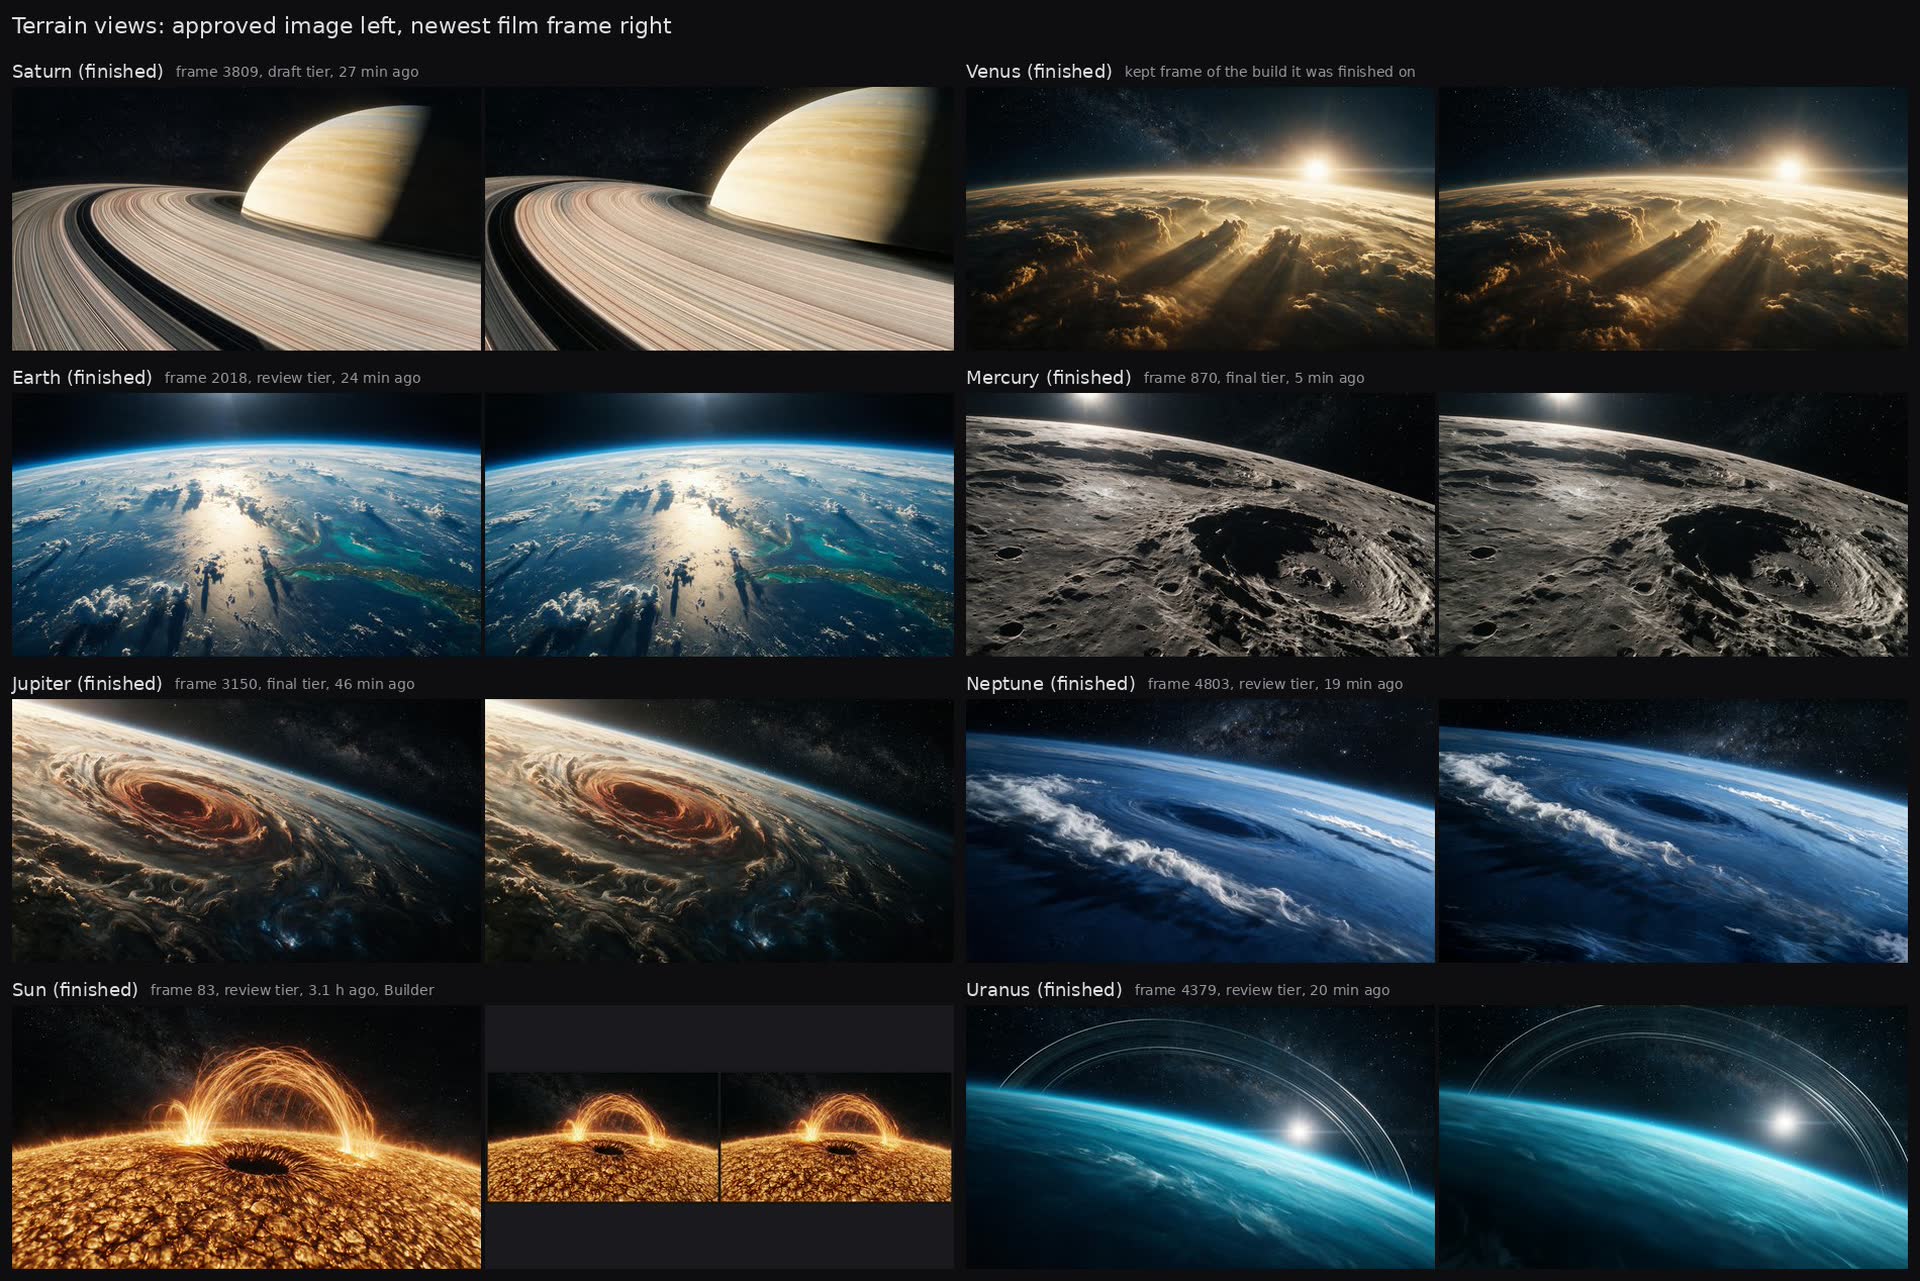 Terrain views: approved image left, newest film frame right
Saturn (finished) frame 3809, draft tier, 27 min ago
Venus (finished) kept frame of the build it was finished on
Earth (finished) frame 2018, review tier, 24 min ago
Mercury (finished) frame 870, final tier, 5 min ago
Jupiter (finished) frame 3150, final tier, 46 min ago
Neptune (finished) frame 4803, review tier, 19 min ago
Sun (finished) frame 83, review tier, 3.1 h ago, Builder
Uranus (finished) frame 4379, review tier, 20 min ago